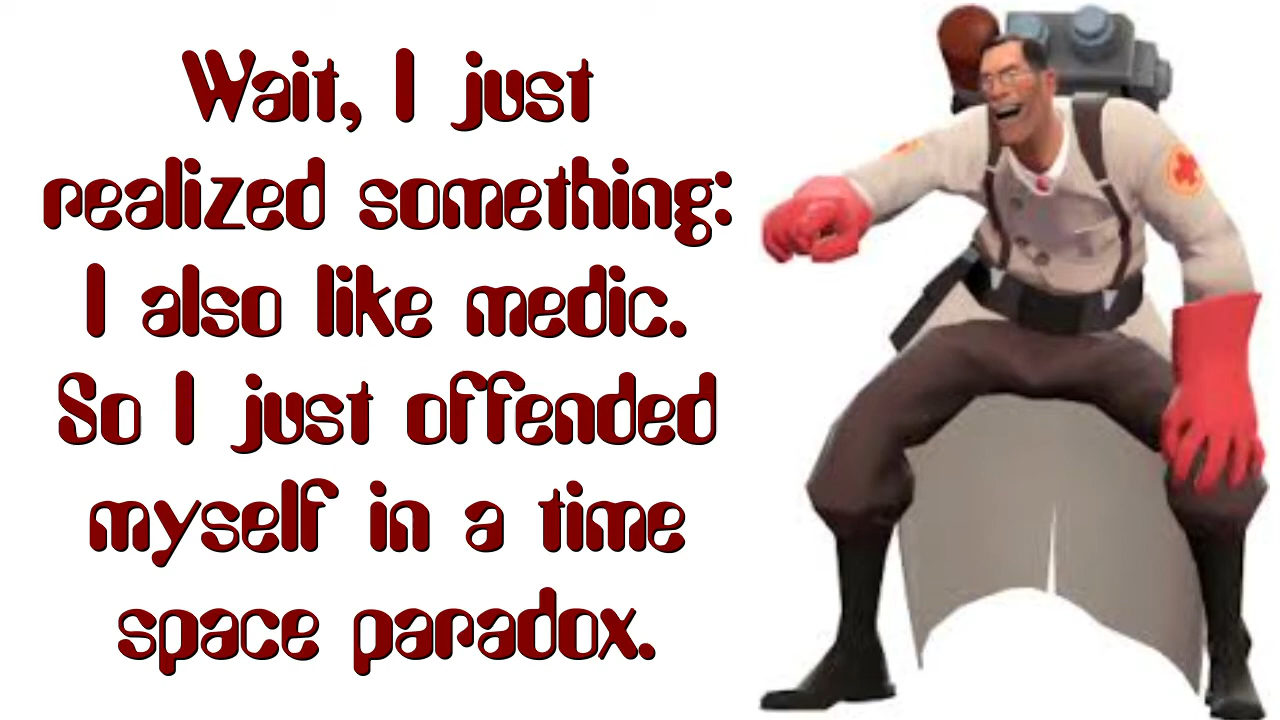 Wait, I just
realized something:
I also like medic.
So I just offended
myself in a time
space paradox.